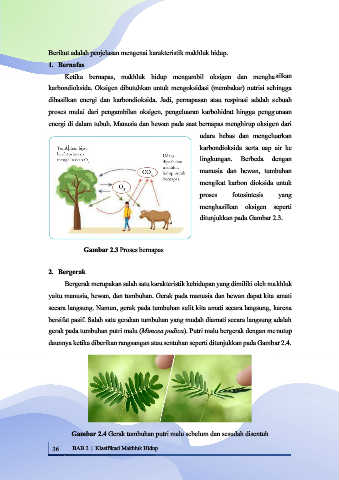 Berikut adalah penjelasan mengenai karakteristik makhluk hidup.
1. Bernafas
Ketika bernapas, makhluk hidup mengambil oksigen dan menghasilkan
karbondioksida. Oksigen dibutuhkan untuk mengoksidasi (membakar) nutrisi sehingga
dihasilkan energi dan karbondioksida. Jadi, pernapasan atau respirasi adalah sebuah
proses mulai dari pengambilan oksigen, pengeluaran karbohidrat hingga penggunaan
energi di dalam tubuh. Manusia dan hewan pada saat bernapas menghirup oksigen dari
udara bebas dan mengeluarkan
karbondioksida serta uap air ke
lingkungan. Berbeda dengan
manusia dan hewan, tumbuhan
mengikat karbon dioksida untuk
proses fotosintesis yang
menghasilkan oksigen seperti
ditunjukkan pada Gambar 2.3.
CO
O₂
Gambar 2.3 Proses bernapas
2. Bergerak
Bergerak merupakan salah satu karakteristik kehidupan yang dimiliki oleh makhluk
yaitu manusia, hewan, dan tumbuhan. Gerak pada manusia dan hewan dapat kita amati
secara langsung. Namun, gerak pada tumbuhan sulit kita amati secara langsung, karena
bersifat pasif. Salah satu gerakan tumbuhan yang mudah diamati secara langsung adalah
gerak pada tumbuhan putri malu (Mimosa pudica). Putri malu bergerak dengan menutup
daunnya ketika diberikan rangsangan atau sentuhan seperti ditunjukkan pada Gambar 2.4.
Gambar 2.4 Gerak tumbuhan putri malu sebelum dan sesudah disentuh
26 BAB 2 | Klasifikasi Makhluk Hidup